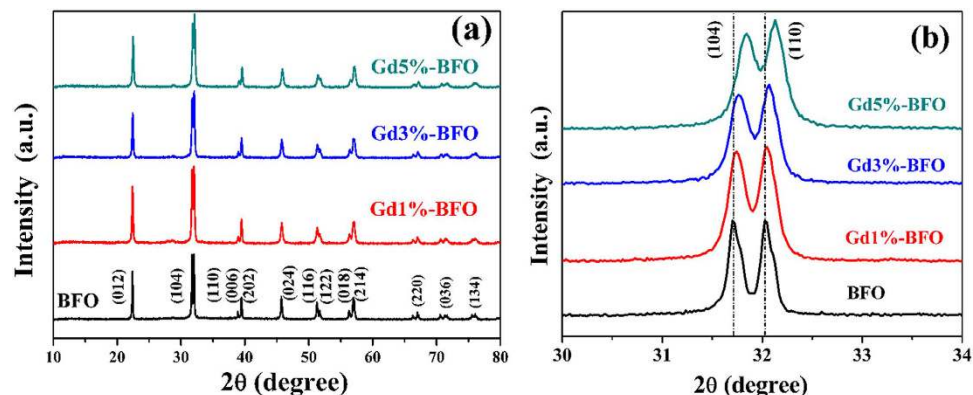 (a)
Gd5%-BFO
Gd3%-BFO
Gd1%-BFO
BFO
(012)
(104)
(110)
(006)
(202)
(024)
(116)
(122)
(018)
(214)
(220)
(036)
(134)
Intensity (a.u.)
10 20 30 40 50 60 70 80
2θ (degree)
(b)
(104)
(110)
Gd5%-BFO
Gd3%-BFO
Gd1%-BFO
BFO
Intensity (a.u.)
30 31 32 33 34
2θ (degree)